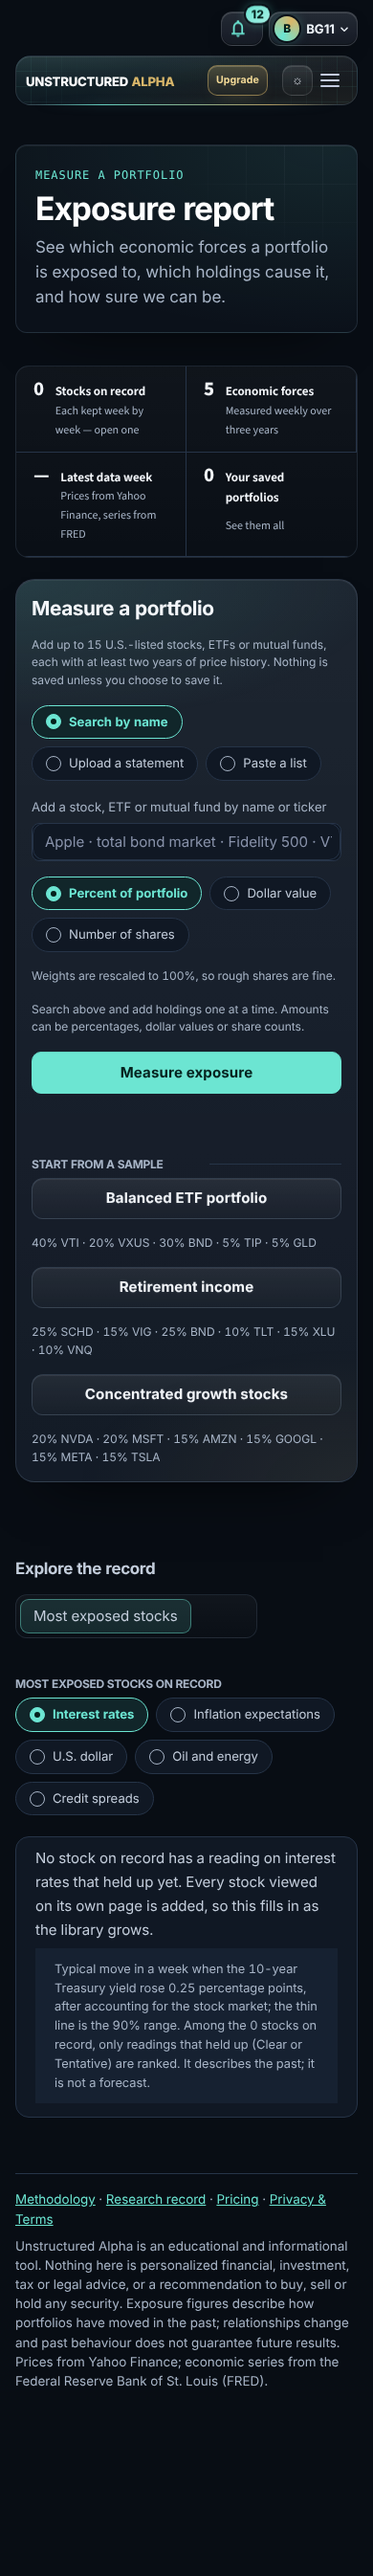 12
B BG11
UNSTRUCTURED ALPHA Upgrade
MEASURE A PORTFOLIO
Exposure report
See which economic forces a portfolio
is exposed to, which holdings cause it,
and how sure we can be.
0 Stocks on record
Each kept week by
week — open one
5 Economic forces
Measured weekly over
three years
— Latest data week
Prices from Yahoo
Finance, series from
FRED
0 Your saved
portfolios
See them all
Measure a portfolio
Add up to 15 U.S.-listed stocks, ETFs or mutual funds,
each with at least two years of price history. Nothing is
saved unless you choose to save it.
Search by name
Upload a statement Paste a list
Add a stock, ETF or mutual fund by name or ticker
Apple · total bond market · Fidelity 500 · V
Percent of portfolio Dollar value
Number of shares
Weights are rescaled to 100%, so rough shares are fine.
Search above and add holdings one at a time. Amounts
can be percentages, dollar values or share counts.
Measure exposure
START FROM A SAMPLE
Balanced ETF portfolio
40% VTI · 20% VXUS · 30% BND · 5% TIP · 5% GLD
Retirement income
25% SCHD · 15% VIG · 25% BND · 10% TLT · 15% XLU
· 10% VNQ
Concentrated growth stocks
20% NVDA · 20% MSFT · 15% AMZN · 15% GOOGL ·
15% META · 15% TSLA
Explore the record
Most exposed stocks
MOST EXPOSED STOCKS ON RECORD
Interest rates Inflation expectations
U.S. dollar Oil and energy
Credit spreads
No stock on record has a reading on interest
rates that held up yet. Every stock viewed
on its own page is added, so this fills in as
the library grows.
Typical move in a week when the 10-year
Treasury yield rose 0.25 percentage points,
after accounting for the stock market; the thin
line is the 90% range. Among the 0 stocks on
record, only readings that held up (Clear or
Tentative) are ranked. It describes the past; it
is not a forecast.
Methodology · Research record · Pricing · Privacy &
Terms
Unstructured Alpha is an educational and informational
tool. Nothing here is personalized financial, investment,
tax or legal advice, or a recommendation to buy, sell or
hold any security. Exposure figures describe how
portfolios have moved in the past; relationships change
and past behaviour does not guarantee future results.
Prices from Yahoo Finance; economic series from the
Federal Reserve Bank of St. Louis (FRED).